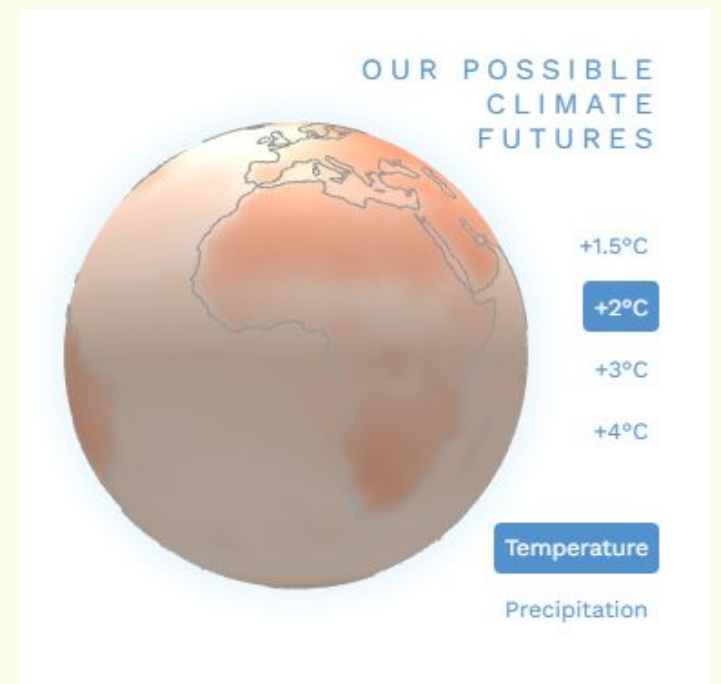 OUR POSSIBLE
CLIMATE
FUTURES
+1.5°C
+2°C
+3°C
+4°C
Temperature
Precipitation